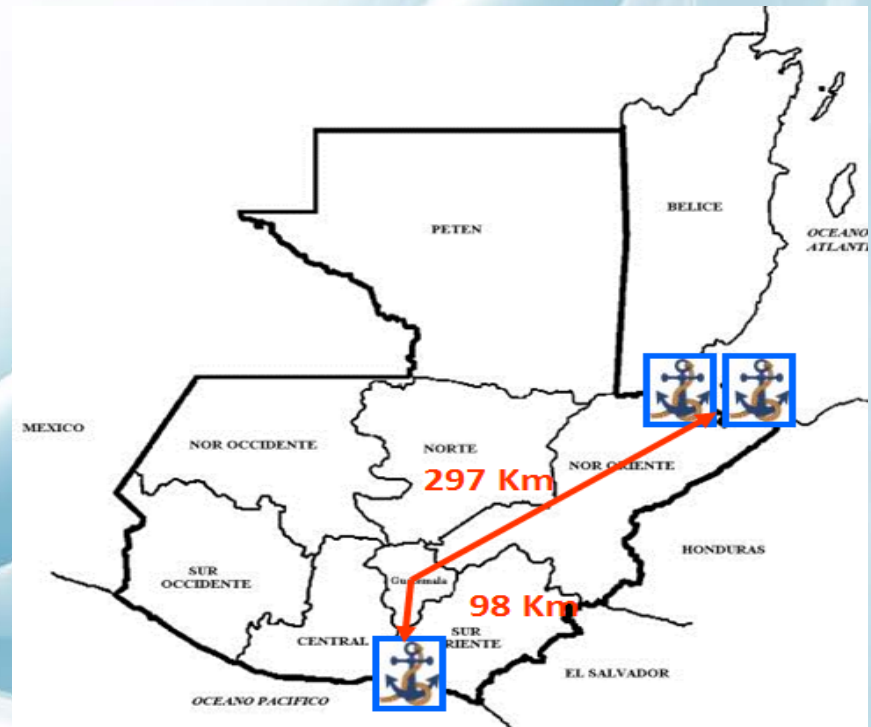 BELICE
PETEN
OCEANO
ATLANTI
MEXICO
NOR OCCIDENTE
NORTE
NOR ORIENTE
297 Km
HONDURAS
SUR
OCCIDENTE
Guatemala
98 Km
CENTRAL
SUR
ORIENTE
EL SALVADOR
OCEANO PACIFICO